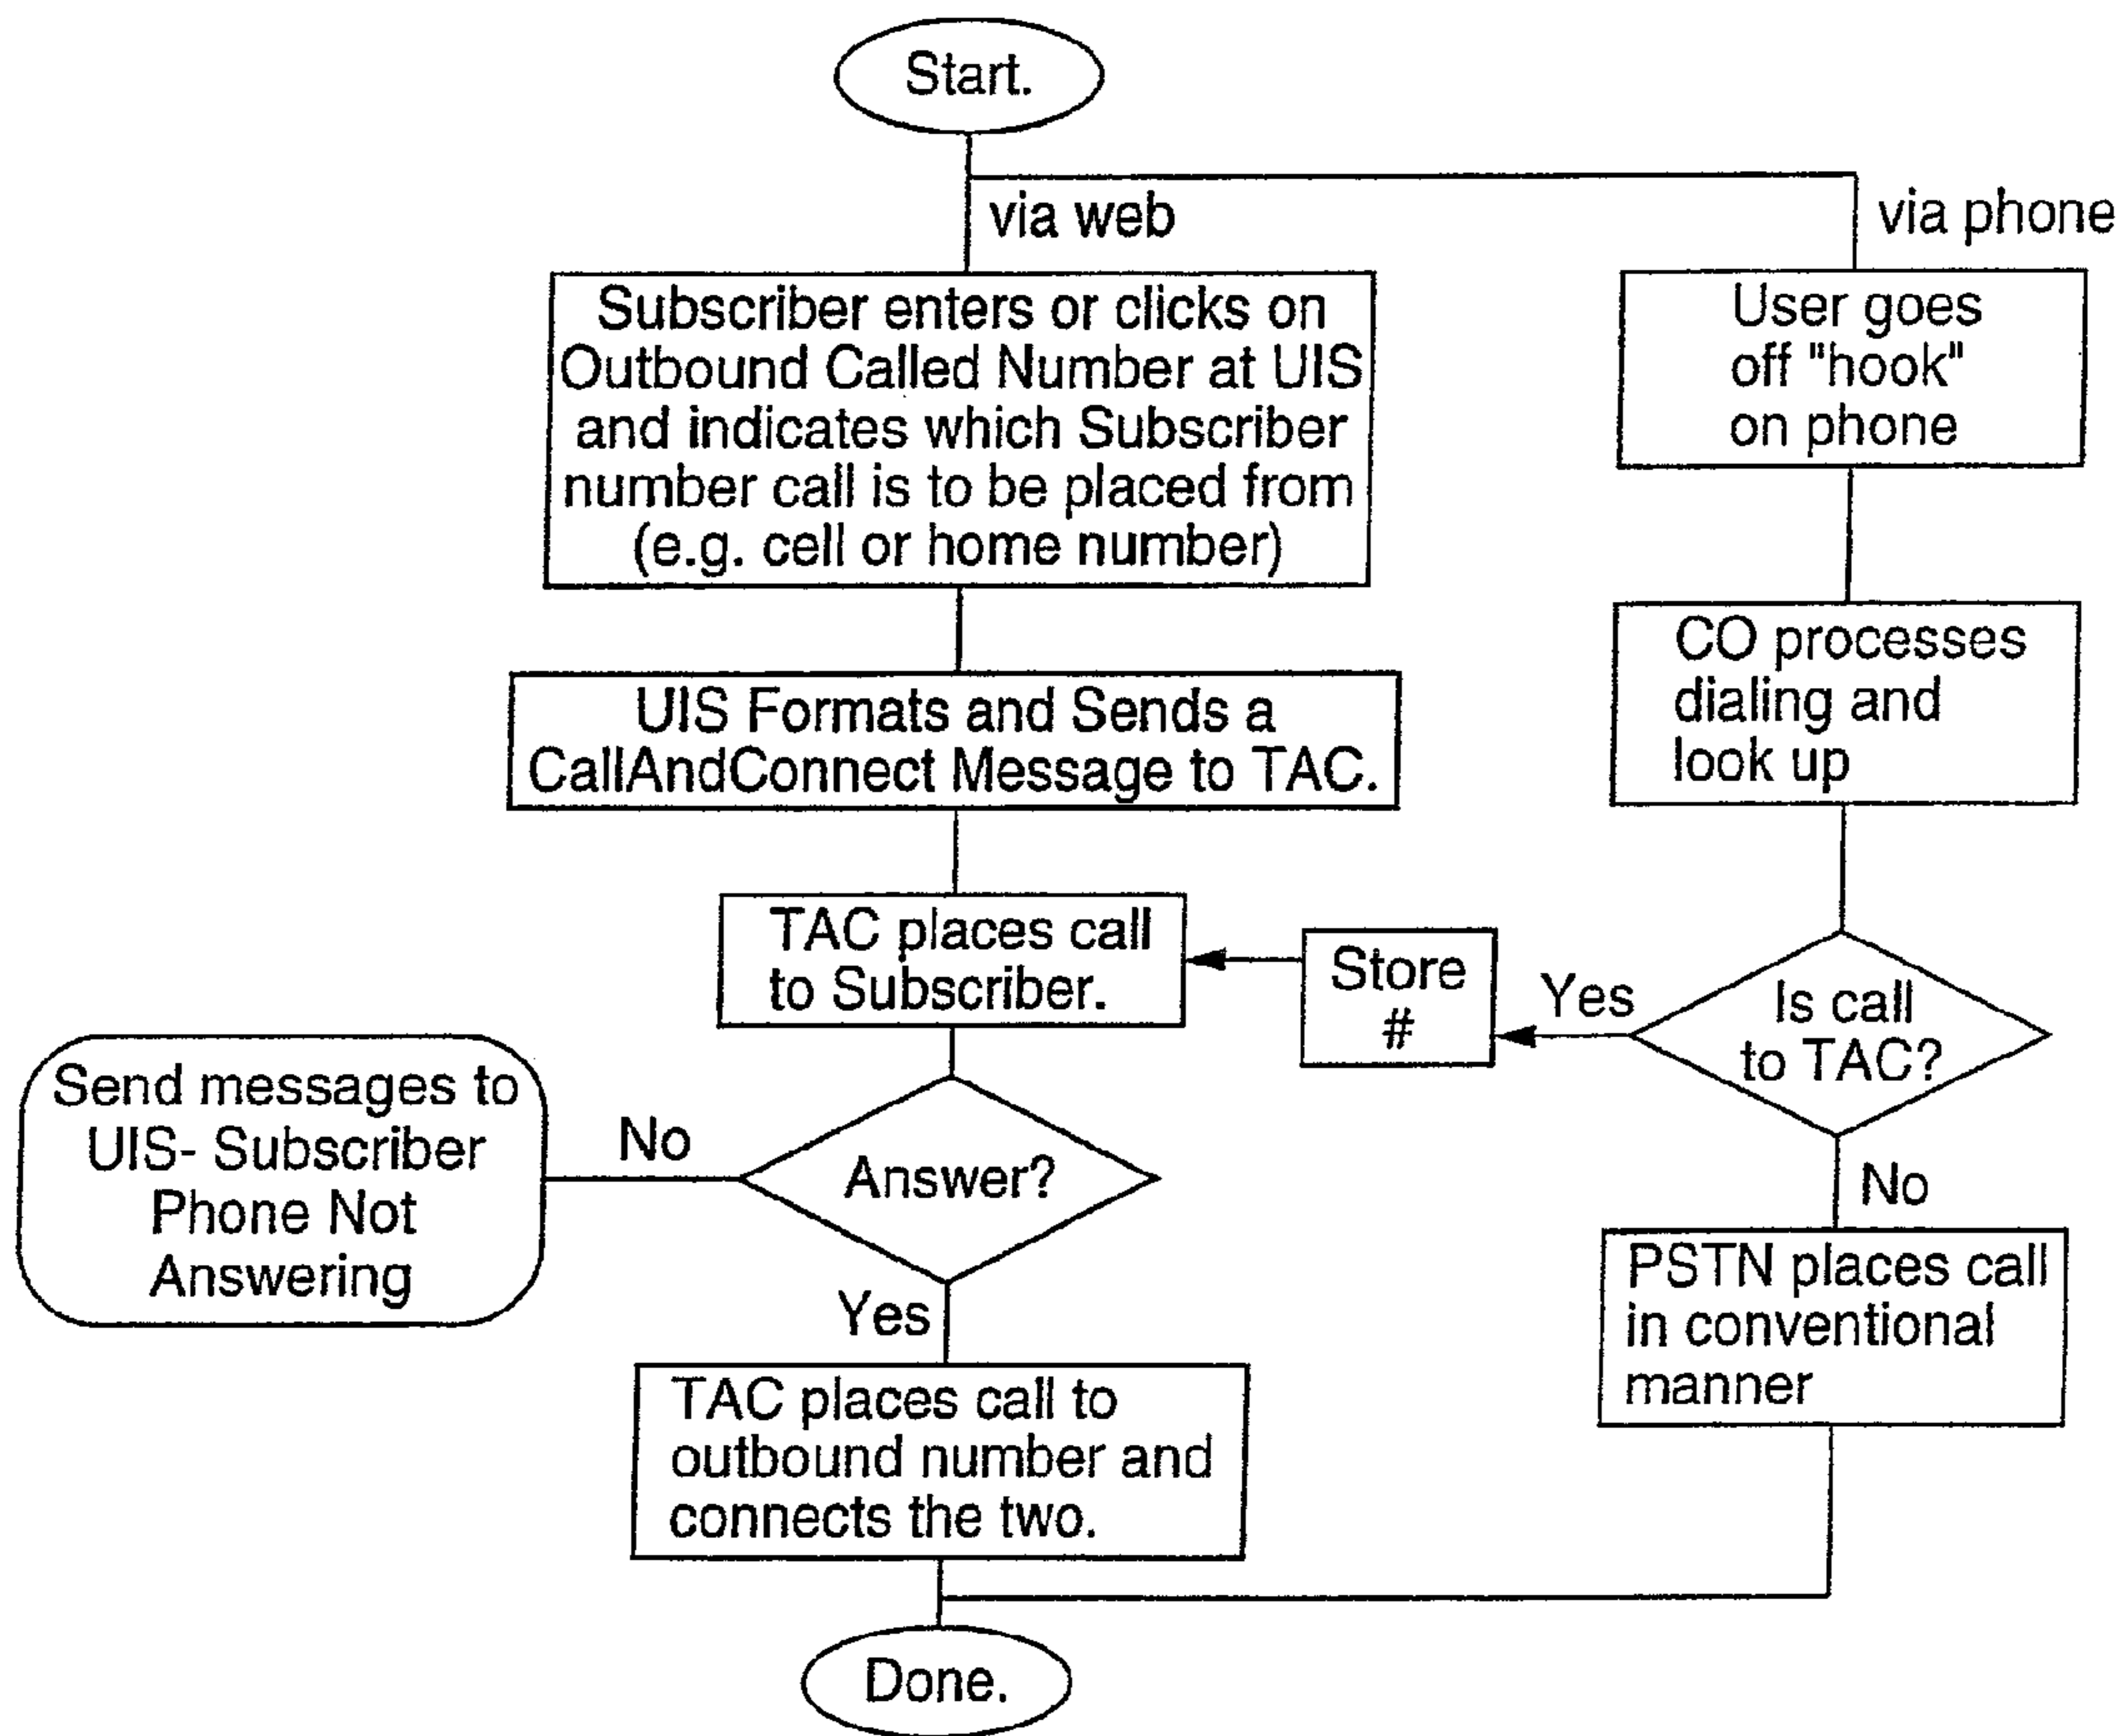 Start.
via web
via phone
Subscriber enters or clicks on
Outbound Called Number at UIS
and indicates which Subscriber
number call is to be placed from
(e.g. cell or home number)
User goes
off "hook"
on phone
UIS Formats and Sends a
CallAndConnect Message to TAC.
CO processes
dialing and
look up
TAC places call
to Subscriber.
Store
#
Yes
Is call
to TAC?
Send messages to
UIS- Subscriber
Phone Not
Answering
No
Answer?
No
Yes
PSTN places call
in conventional
manner
TAC places call to
outbound number and
connects the two.
Done.